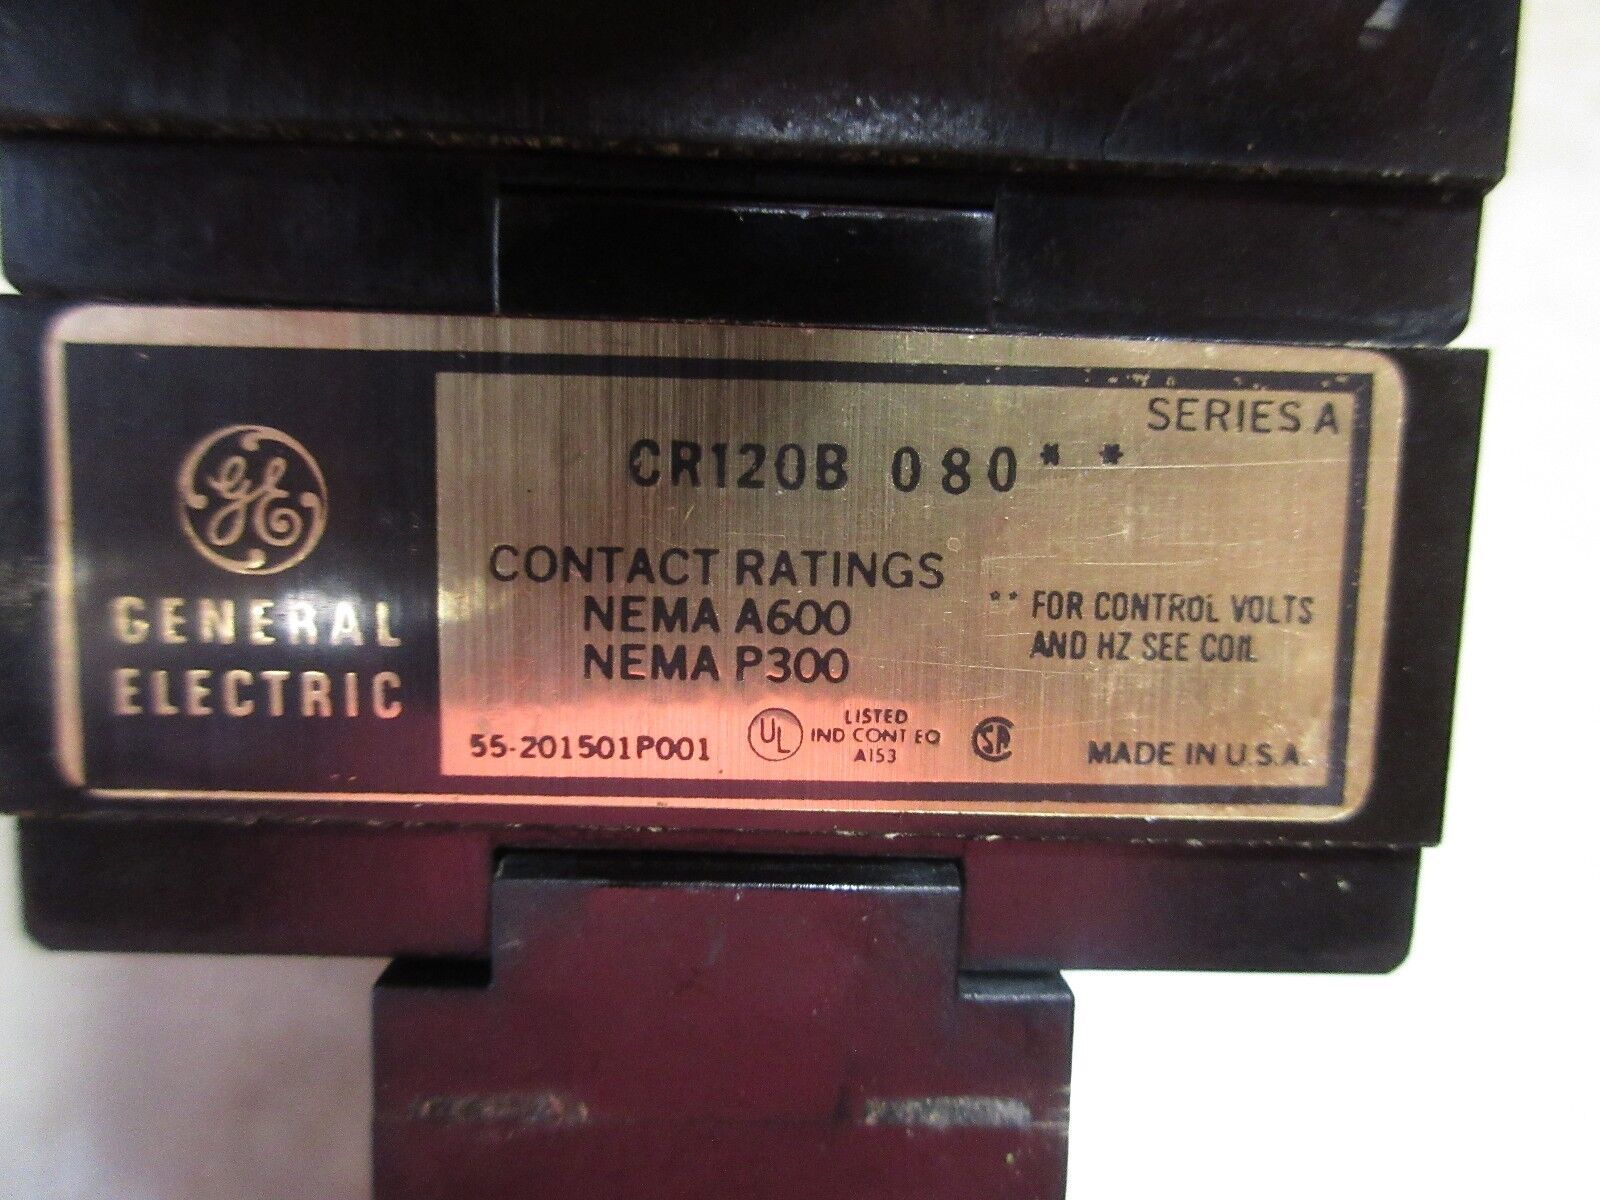 SERIES A
CR120B 080**
GE
GENERAL
ELECTRIC
CONTACT RATINGS
NEMA A600
NEMA P300
** FOR CONTROL VOLTS
AND HZ SEE COIL
55-201501P001
UL
LISTED
IND CONT EQ
A153
SA
MADE IN U.S.A.